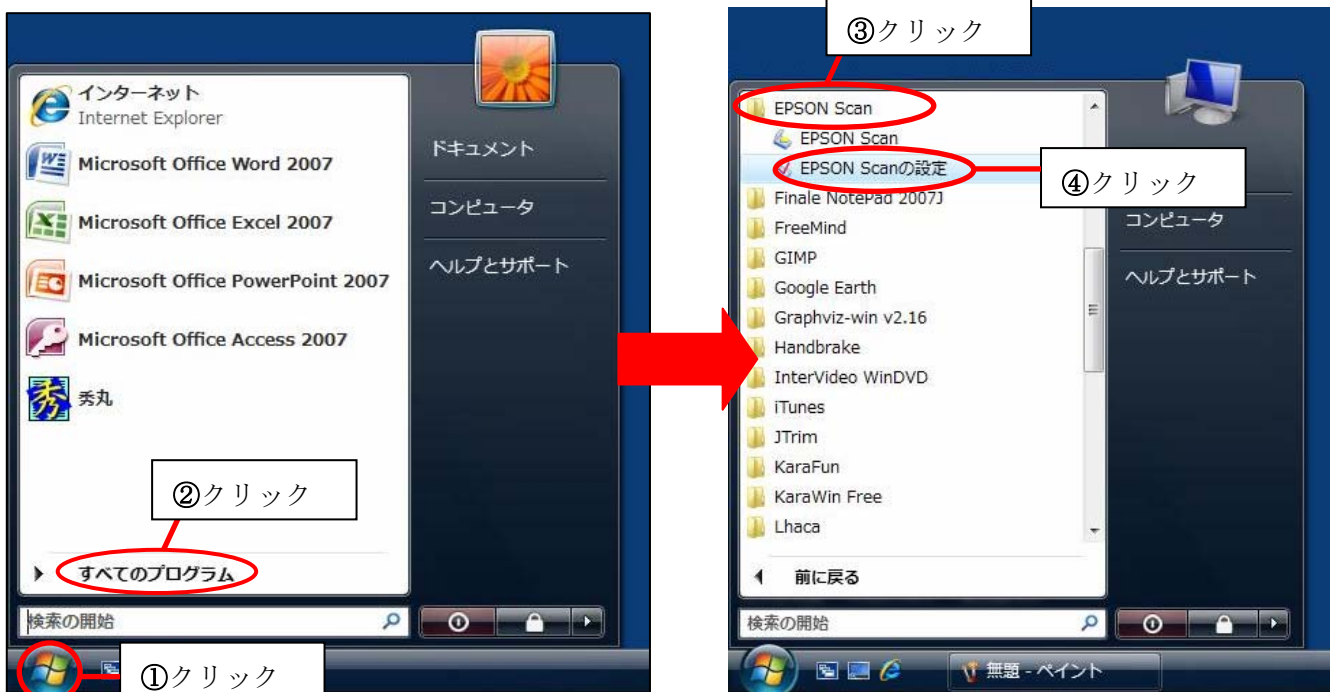 インターネット
Internet Explorer
Microsoft Office Word 2007
Microsoft Office Excel 2007
Microsoft Office PowerPoint 2007
Microsoft Office Access 2007
秀丸
②クリック
すべてのプログラム
検索の開始
①クリック
ドキュメント
コンピュータ
ヘルプとサポート
③クリック
EPSON Scan
EPSON Scan
EPSON Scanの設定
④クリック
Finale NotePad 2007J
FreeMind
GIMP
Google Earth
Graphviz-win v2.16
Handbrake
InterVideo WinDVD
iTunes
JTrim
KaraFun
KaraWin Free
Lhaca
前に戻る
検索の開始
コンピュータ
ヘルプとサポート
無題 - ペイント